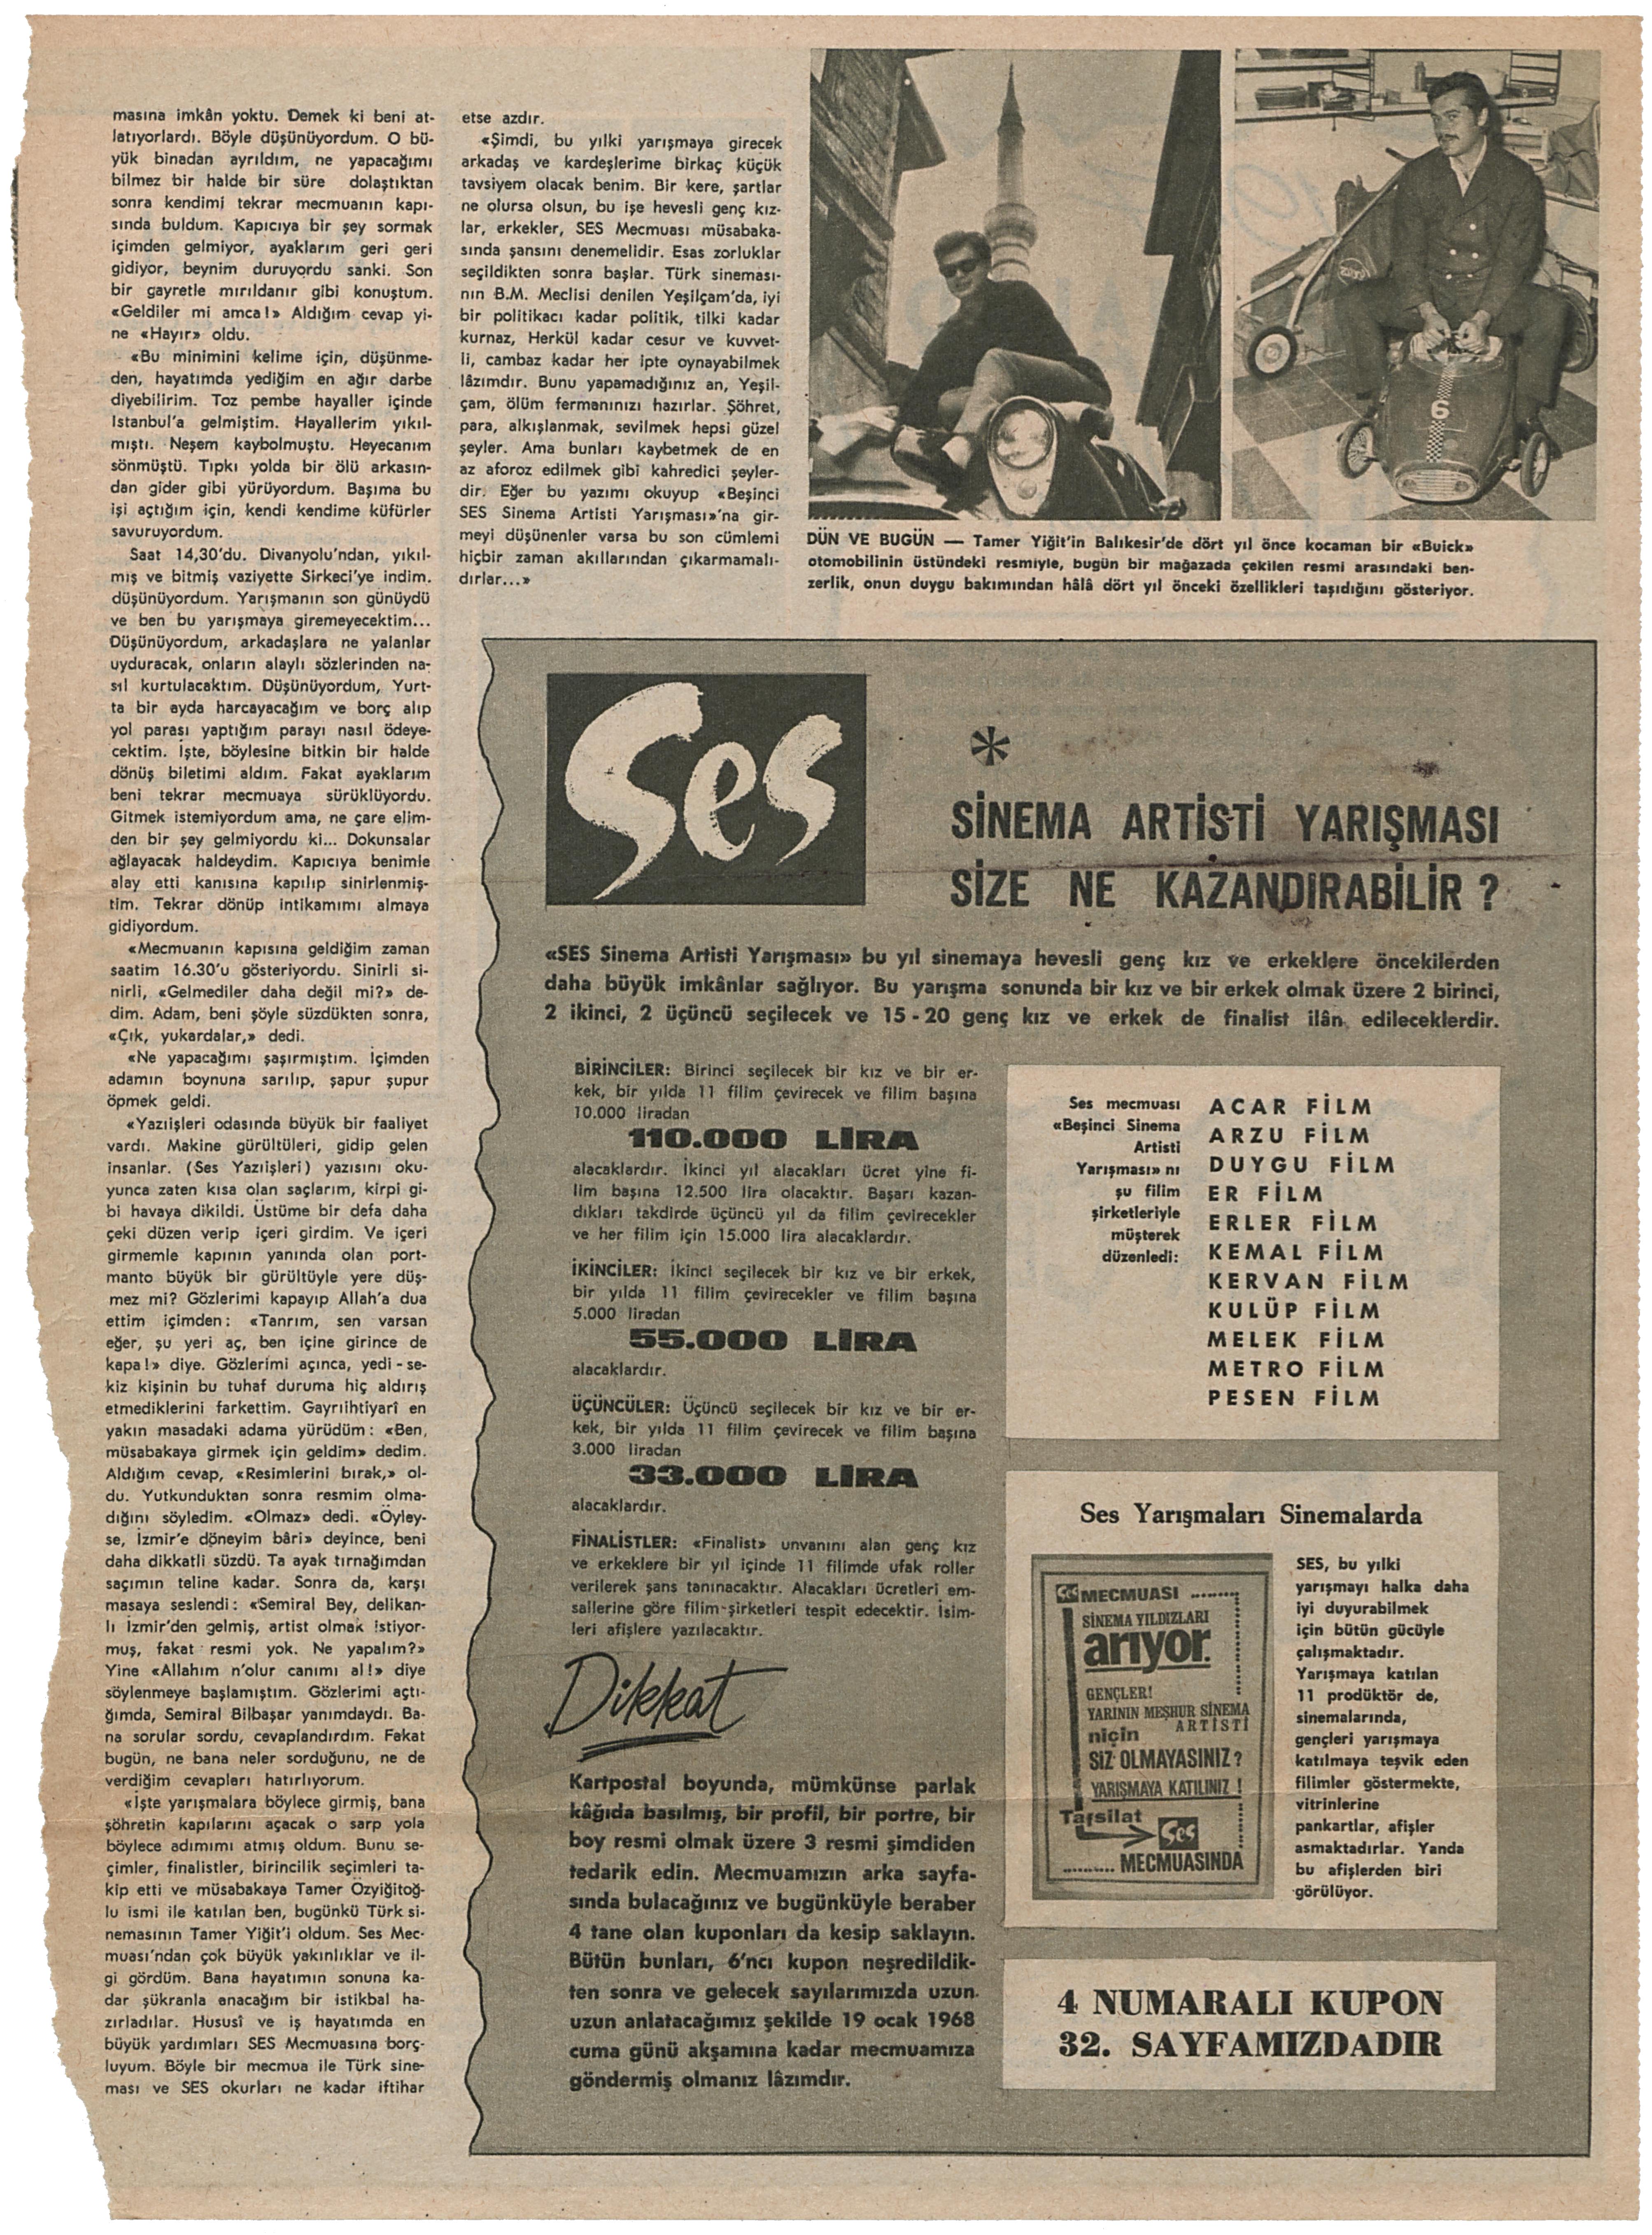 masına imkân yoktu. Demek ki beni at-
latıyorlardı. Böyle düşünüyordum. O bü-
yük binadan ayrıldım, ne yapacağımı
bilmez bir halde bir süre dolaştıktan
sonra kendimi tekrar mecmuanın kapı-
sında buldum. Kapıcıya bir şey sormak
içimden gelmiyor, ayaklarım geri geri
gidiyor, beynim duruyordu sanki. Son
bir gayretle mırıldanır gibi konuştum.
«Geldiler mi amca!» Aldığım cevap yi-
ne «Hayır» oldu.
«Bu minimini kelime için, düşünme-
den, hayatımda yediğim en ağır darbe
diyebilirim. Toz pembe hayaller içinde
Istanbul'a gelmiştim. Hayallerim yıkıl-
mıştı. Neşem kaybolmuştu. Heyecanım
sönmüştü. Tıpkı yolda bir ölü arkasın-
dan gider gibi yürüyordum. Başıma bu
işi açtığım için, kendi kendime küfürler
savuruyordum.
Saat 14,30'du. Divanyolu'ndan, yıkıl-
mış ve bitmiş vaziyette Sirkeci'ye indim.
düşünüyordum. Yarışmanın son günüydü
ve ben bu yarışmaya giremeyecektim...
Düşünüyordum, arkadaşlara ne yalanlar
uyduracak, onların alaylı sözlerinden na-
sıl kurtulacaktım. Düşünüyordum, Yurt-
ta bir ayda harcayacağım ve borç alıp
yol parası yaptığım parayı nasıl ödeye-
cektim. İşte, böylesine bitkin bir halde
dönüş biletimi aldım. Fakat ayaklarım
beni tekrar mecmuaya sürüklüyordu.
Gitmek istemiyordum ama, ne çare elim-
den bir şey gelmiyordu ki... Dokunsalar
ağlayacak haldeydim. Kapıcıya benimle
alay etti kanısına kapılıp sinirlenmiş-
tim. Tekrar dönüp intikamımı almaya
gidiyordum.
«Mecmuanın kapısına geldiğim zaman
saatim 16.30'u gösteriyordu. Sinirli si-
nirli, «Gelmediler daha değil mi?» de-
dim. Adam, beni şöyle süzdükten sonra,
«Çık, yukardalar,» dedi.
«Ne yapacağımı şaşırmıştım. İçimden
adamın boynuna sarılıp, şapur şupur
öpmek geldi.
«Yazıişleri odasında büyük bir faaliyet
vardı. Makine gürültüleri, gidip gelen
insanlar. (Ses Yazıişleri) yazısını oku-
yunca zaten kısa olan saçlarım, kirpi gi-
bi havaya dikildi. Üstüme bir defa daha
çeki düzen verip içeri girdim. Ve içeri
girmemle kapının yanında olan port-
manto büyük bir gürültüyle yere düş-
mez mi? Gözlerimi kapayıp Allah'a dua
ettim içimden: «Tanrım, sen varsan
eğer, şu yeri aç, ben içine girince de
kapa!» diye. Gözlerimi açınca, yedi - se-
kiz kişinin bu tuhaf duruma hiç aldırış
etmediklerini farkettim. Gayriihtiyarî en
yakın masadaki adama yürüdüm: «Ben,
müsabakaya girmek için geldim» dedim.
Aldığım cevap, «Resimlerini bırak,» ol-
du. Yutkunduktan sonra resmim olma-
dığını söyledim. «Olmaz» dedi. «Öyley-
se, İzmir'e döneyim bâri» deyince, beni
daha dikkatli süzdü. Ta ayak tırnağımdan
saçımın teline kadar. Sonra da, karşı
masaya seslendi: «Semiral Bey, delikan-
lı İzmir'den gelmiş, artist olmak istiyor-
muş, fakat resmi yok. Ne yapalım?»
Yine «Allahım n'olur canımı al!» diye
söylenmeye başlamıştım. Gözlerimi açtı-
ğımda, Semiral Bilbaşar yanımdaydı. Ba-
na sorular sordu, cevaplandırdım. Fakat
bugün, ne bana neler sorduğunu, ne de
verdiğim cevapları hatırlıyorum.
«İşte yarışmalara böylece girmiş, bana
şöhretin kapılarını açacak o sarp yola
böylece adımımı atmış oldum. Bunu se-
çimler, finalistler, birincilik seçimleri ta-
kip etti ve müsabakaya Tamer Özyiğitoğ-
lu ismi ile katılan ben, bugünkü Türk si-
nemasının Tamer Yiğit'i oldum. Ses Mec-
muası'ndan çok büyük yakınlıklar ve il-
gi gördüm. Bana hayatımın sonuna ka-
dar şükranla anacağım bir istikbal ha-
zırladılar. Hususî ve iş hayatımda en
büyük yardımları SES Mecmuasına borç-
luyum. Böyle bir mecmua ile Türk sine-
ması ve SES okurları ne kadar iftihar
etse azdır.
«Şimdi, bu yılki yarışmaya girecek
arkadaş ve kardeşlerime birkaç küçük
tavsiyem olacak benim. Bir kere, şartlar
ne olursa olsun, bu işe hevesli genç kız-
lar, erkekler, SES Mecmuası müsabaka-
sında şansını denemelidir. Esas zorluklar
seçildikten sonra başlar. Türk sineması-
nın B.M. Meclisi denilen Yeşilçam'da, iyi
bir politikacı kadar politik, tilki kadar
kurnaz, Herkül kadar cesur ve kuvvet-
li, cambaz kadar her ipte oynayabilmek
lâzımdır. Bunu yapamadığınız an, Yeşil-
çam, ölüm fermanınızı hazırlar. Şöhret,
para, alkışlanmak, sevilmek hepsi güzel
şeyler. Ama bunları kaybetmek de en
az aforoz edilmek gibi kahredici şeyler-
dir. Eğer bu yazımı okuyup «Beşinci
SES Sinema Artisti Yarışması»'na gir-
meyi düşünenler varsa bu son cümlemi
hiçbir zaman akıllarından çıkarmamalı-
dırlar...»
6
DÜN VE BUGÜN — Tamer Yiğit'in Balıkesir'de dört yıl önce kocaman bir «Buick»
otomobilinin üstündeki resmiyle, bugün bir mağazada çekilen resmi arasındaki ben-
zerlik, onun duygu bakımından hâlâ dört yıl önceki özellikleri taşıdığını gösteriyor.
Ses
*
SİNEMA ARTİSTİ YARIŞMASI
SİZE NE KAZANDIRABİLİR ?
«SES Sinema Artisti Yarışması» bu yıl sinemaya hevesli genç kız ve erkeklere öncekilerden
daha büyük imkânlar sağlıyor. Bu yarışma sonunda bir kız ve bir erkek olmak üzere 2 birinci,
2 ikinci, 2 üçüncü seçilecek ve 15 - 20 genç kız ve erkek de finalist ilân edileceklerdir.
BİRİNCİLER: Birinci seçilecek bir kız ve bir er-
kek, bir yılda 11 filim çevirecek ve filim başına
10.000 liradan
110.000 LİRA
alacaklardır. İkinci yıl alacakları ücret yine fi-
lim başına 12.500 lira olacaktır. Başarı kazan-
dıkları takdirde üçüncü yıl da filim çevirecekler
ve her filim için 15.000 lira alacaklardır.
İKİNCİLER: İkinci seçilecek bir kız ve bir erkek,
bir yılda 11 filim çevirecekler ve filim başına
5.000 liradan
55.000 LİRA
alacaklardır.
ÜÇÜNCÜLER: Üçüncü seçilecek bir kız ve bir er-
kek, bir yılda 11 filim çevirecek ve filim başına
3.000 liradan
33.000 LİRA
alacaklardır.
FİNALİSTLER: «Finalist» unvanını alan genç kız
ve erkeklere bir yıl içinde 11 filimde ufak roller
verilerek şans tanınacaktır. Alacakları ücretleri em-
sallerine göre filim-şirketleri tespit edecektir. İsim-
leri afişlere yazılacaktır.
Dikkat
Kartpostal boyunda, mümkünse parlak
kâğıda basılmış, bir profil, bir portre, bir
boy resmi olmak üzere 3 resmi şimdiden
tedarik edin. Mecmuamızın arka sayfa-
sında bulacağınız ve bugünküyle beraber
4 tane olan kuponları da kesip saklayın.
Bütün bunları, 6'ncı kupon neşredildik-
ten sonra ve gelecek sayılarımızda uzun
uzun anlatacağımız şekilde 19 ocak 1968
cuma günü akşamına kadar mecmuamıza
göndermiş olmanız lâzımdır.
Ses mecmuası
«Beşinci Sinema
Artisti
Yarışması» nı
şu filim
şirketleriyle
müşterek
düzenledi:
ACAR FİLM
ARZU FİLM
DUYGU FİLM
ER FİLM
ERLER FİLM
KEMAL FİLM
KERVAN FİLM
KULÜP FİLM
MELEK FİLM
METRO FİLM
PESEN FİLM
Ses Yarışmaları Sinemalarda
Ses MECMUASI ........
SİNEMA YILDIZLARI
arıyor.
GENÇLER!
YARININ MEŞHUR SİNEMA
ARTİSTİ
niçin
SİZ OLMAYASINIZ ?
YARIŞMAYA KATILINIZ !
Tafsilat
Ses
......... MECMUASINDA
SES, bu yılki
yarışmayı halka daha
iyi duyurabilmek
için bütün gücüyle
çalışmaktadır.
Yarışmaya katılan
11 prodüktör de,
sinemalarında,
gençleri yarışmaya
katılmaya teşvik eden
filimler göstermekte,
vitrinlerine
pankartlar, afişler
asmaktadırlar. Yanda
bu afişlerden biri
görülüyor.
4 NUMARALI KUPON
32. SAYFAMIZDADIR